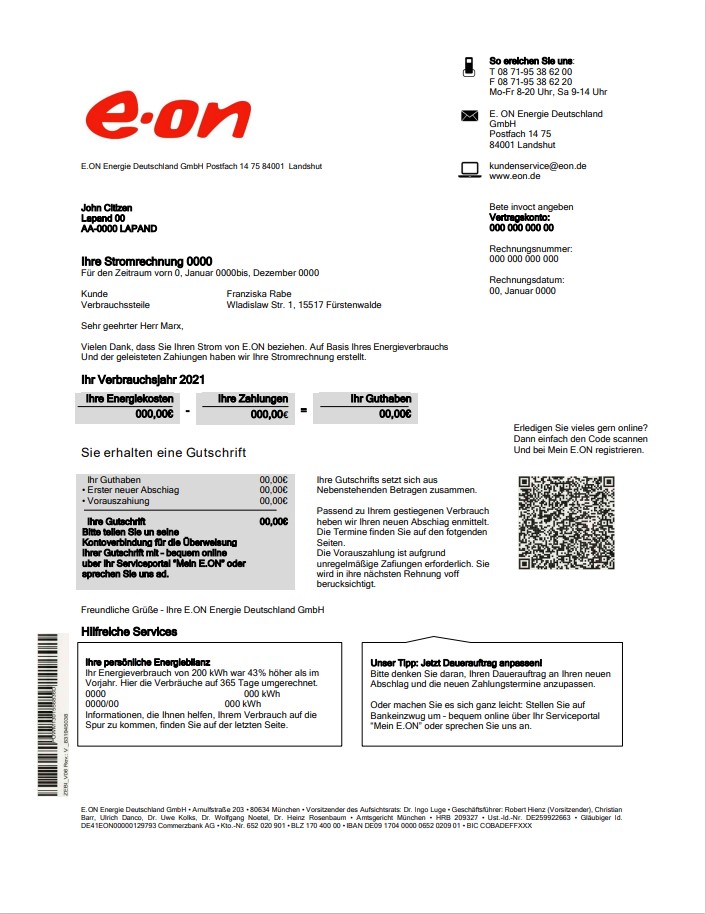 So ereichen Sie uns:
T 08 71-95 38 62 00
F 08 71-95 38 62 20
Mo-Fr 8-20 Uhr, Sa 9-14 Uhr
e·on
E. ON Energie Deutschland
GmbH
Postfach 14 75
84001 Landshut
E.ON Energie Deutschland GmbH Postfach 14 75 84001 Landshut
kundenservice@eon.de
www.eon.de
John Citizen
Lapand 00
AA-0000 LAPAND
Bete invoct angeben
Vertragskonto:
000 000 000 00
Rechnungsnummer:
000 000 000 000
Rechnungsdatum:
00, Januar 0000
Ihre Stromrechnung 0000
Für den Zeitraum vorn 0, Januar 0000bis, Dezember 0000
Kunde Franziska Rabe
Verbrauchssteile Wladislaw Str. 1, 15517 Fürstenwalde
Sehr geehrter Herr Marx,
Vielen Dank, dass Sie Ihren Strom von E.ON beziehen. Auf Basis Ihres Energieverbrauchs
Und der geleisteten Zahlungen haben wir Ihre Stromrechnung erstellt.
Ihr Verbrauchsjahr 2021
Ihre Energiekosten Ihre Zahlungen Ihr Guthaben
000,00€ - 000,00€ = 00,00€
Erledigen Sie vieles gern online?
Dann einfach den Code scannen
Und bei Mein E.ON registrieren.
Sie erhalten eine Gutschrift
Ihr Guthaben 00,00€
• Erster neuer Abschiag 00,00€
• Vorauszahlung 00,00€
Ihre Gutschrift 00,00€
Bitte teilen Sie un seine
Kontoverbindung für die Überweisung
Ihrer Gutschrift mit - bequem online
uber Ihr Serviceportal "Mein E.ON" oder
sprechen Sie uns ad.
Ihre Gutschrifts setzt sich aus
Nebenstehenden Betragen zusammen.
Passend zu Ihrem gestiegenen Verbrauch
heben wir Ihren neuen Abschiag enmittelt.
Die Termine finden Sie auf den folgenden
Seiten.
Die Vorauszahlung ist aufgrund
unregelmäßige Zafiungen erforderlich. Sie
wird in ihre nächsten Rehnung voff
berucksichtigt.
Freundliche Grüße - Ihre E.ON Energie Deutschland GmbH
Hilfreiche Services
Ihre persönliche Energiebilanz
Ihr Energieverbrauch von 200 kWh war 43% höher als im
Vorjahr. Hier die Verbräuche auf 365 Tage umgerechnet.
0000 000 kWh
0000/00 000 kWh
Informationen, die Ihnen helfen, Ihrem Verbrauch auf die
Spur zu kommen, finden Sie auf der letzten Seite.
Unser Tipp: Jetzt Dauerauftrag anpassen!
Bitte denken Sie daran, Ihren Dauerauftrag an Ihren neuen
Abschlag und die neuen Zahlungstermine anzupassen.
Oder machen Sie es sich ganz leicht: Stellen Sie auf
Bankeinzwg um - bequem online über Ihr Serviceportal
"Mein E.ON" oder sprechen Sie uns an.
E.ON Energie Deutschland GmbH • Arnulfstraße 203 • 80634 München • Vorsitzender des Aufsichtsrats: Dr. Ingo Luge • Geschäftsführer: Robert Hienz (Vorsitzender), Christian
Barr, Ulrich Danco, Dr. Uwe Kolks, Dr. Wolfgang Noetel, Dr. Heinz Rosenbaum • Amtsgericht München • HRB 209327 • Ust.-Id.-Nr. DE259922663 • Gläubiger Id.
DE41EON00000129793 Commerzbank AG • Kto.-Nr. 652 020 901 • BLZ 170 400 00 • IBAN DE09 1704 0000 0652 0209 01 • BIC COBADEFFXXX